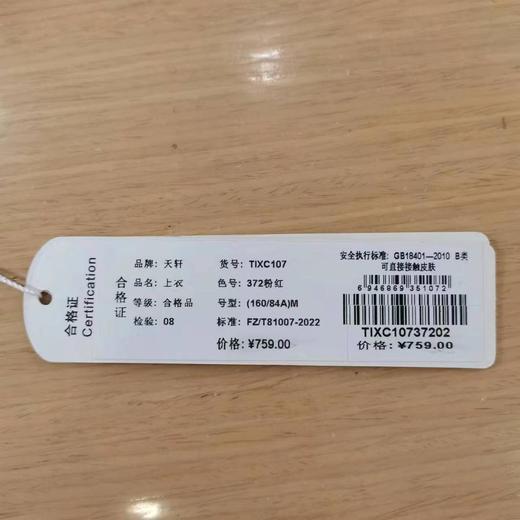 合格证
Certification
合格证
品牌: 天轩
品名: 上衣
等级: 合格品
检验: 08
货号: TIXC107
色号: 372粉红
号型: (160/84A)M
标准: FZ/T81007-2022
价格: ¥759.00
安全执行标准: GB18401—2010 B类
可直接接触皮肤
6946869351072
TIXC10737202
价格: ¥759.00